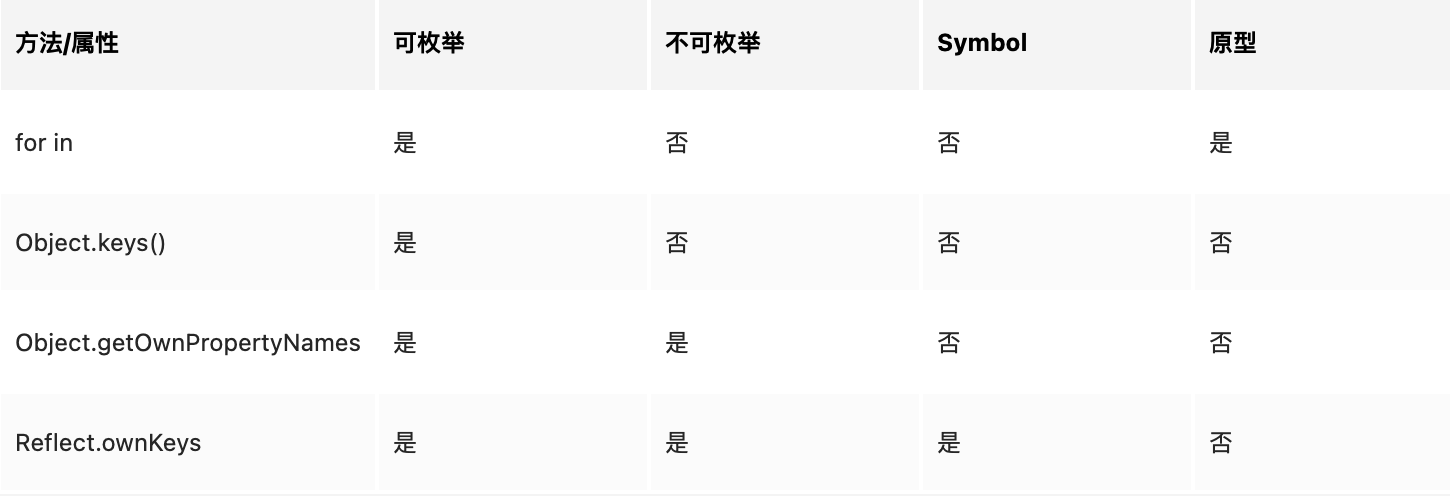 方法/属性 可枚举 不可枚举 Symbol 原型
for in 是 否 否 是
Object.keys() 是 否 否 否
Object.getOwnPropertyNames 是 是 否 否
Reflect.ownKeys 是 是 是 否